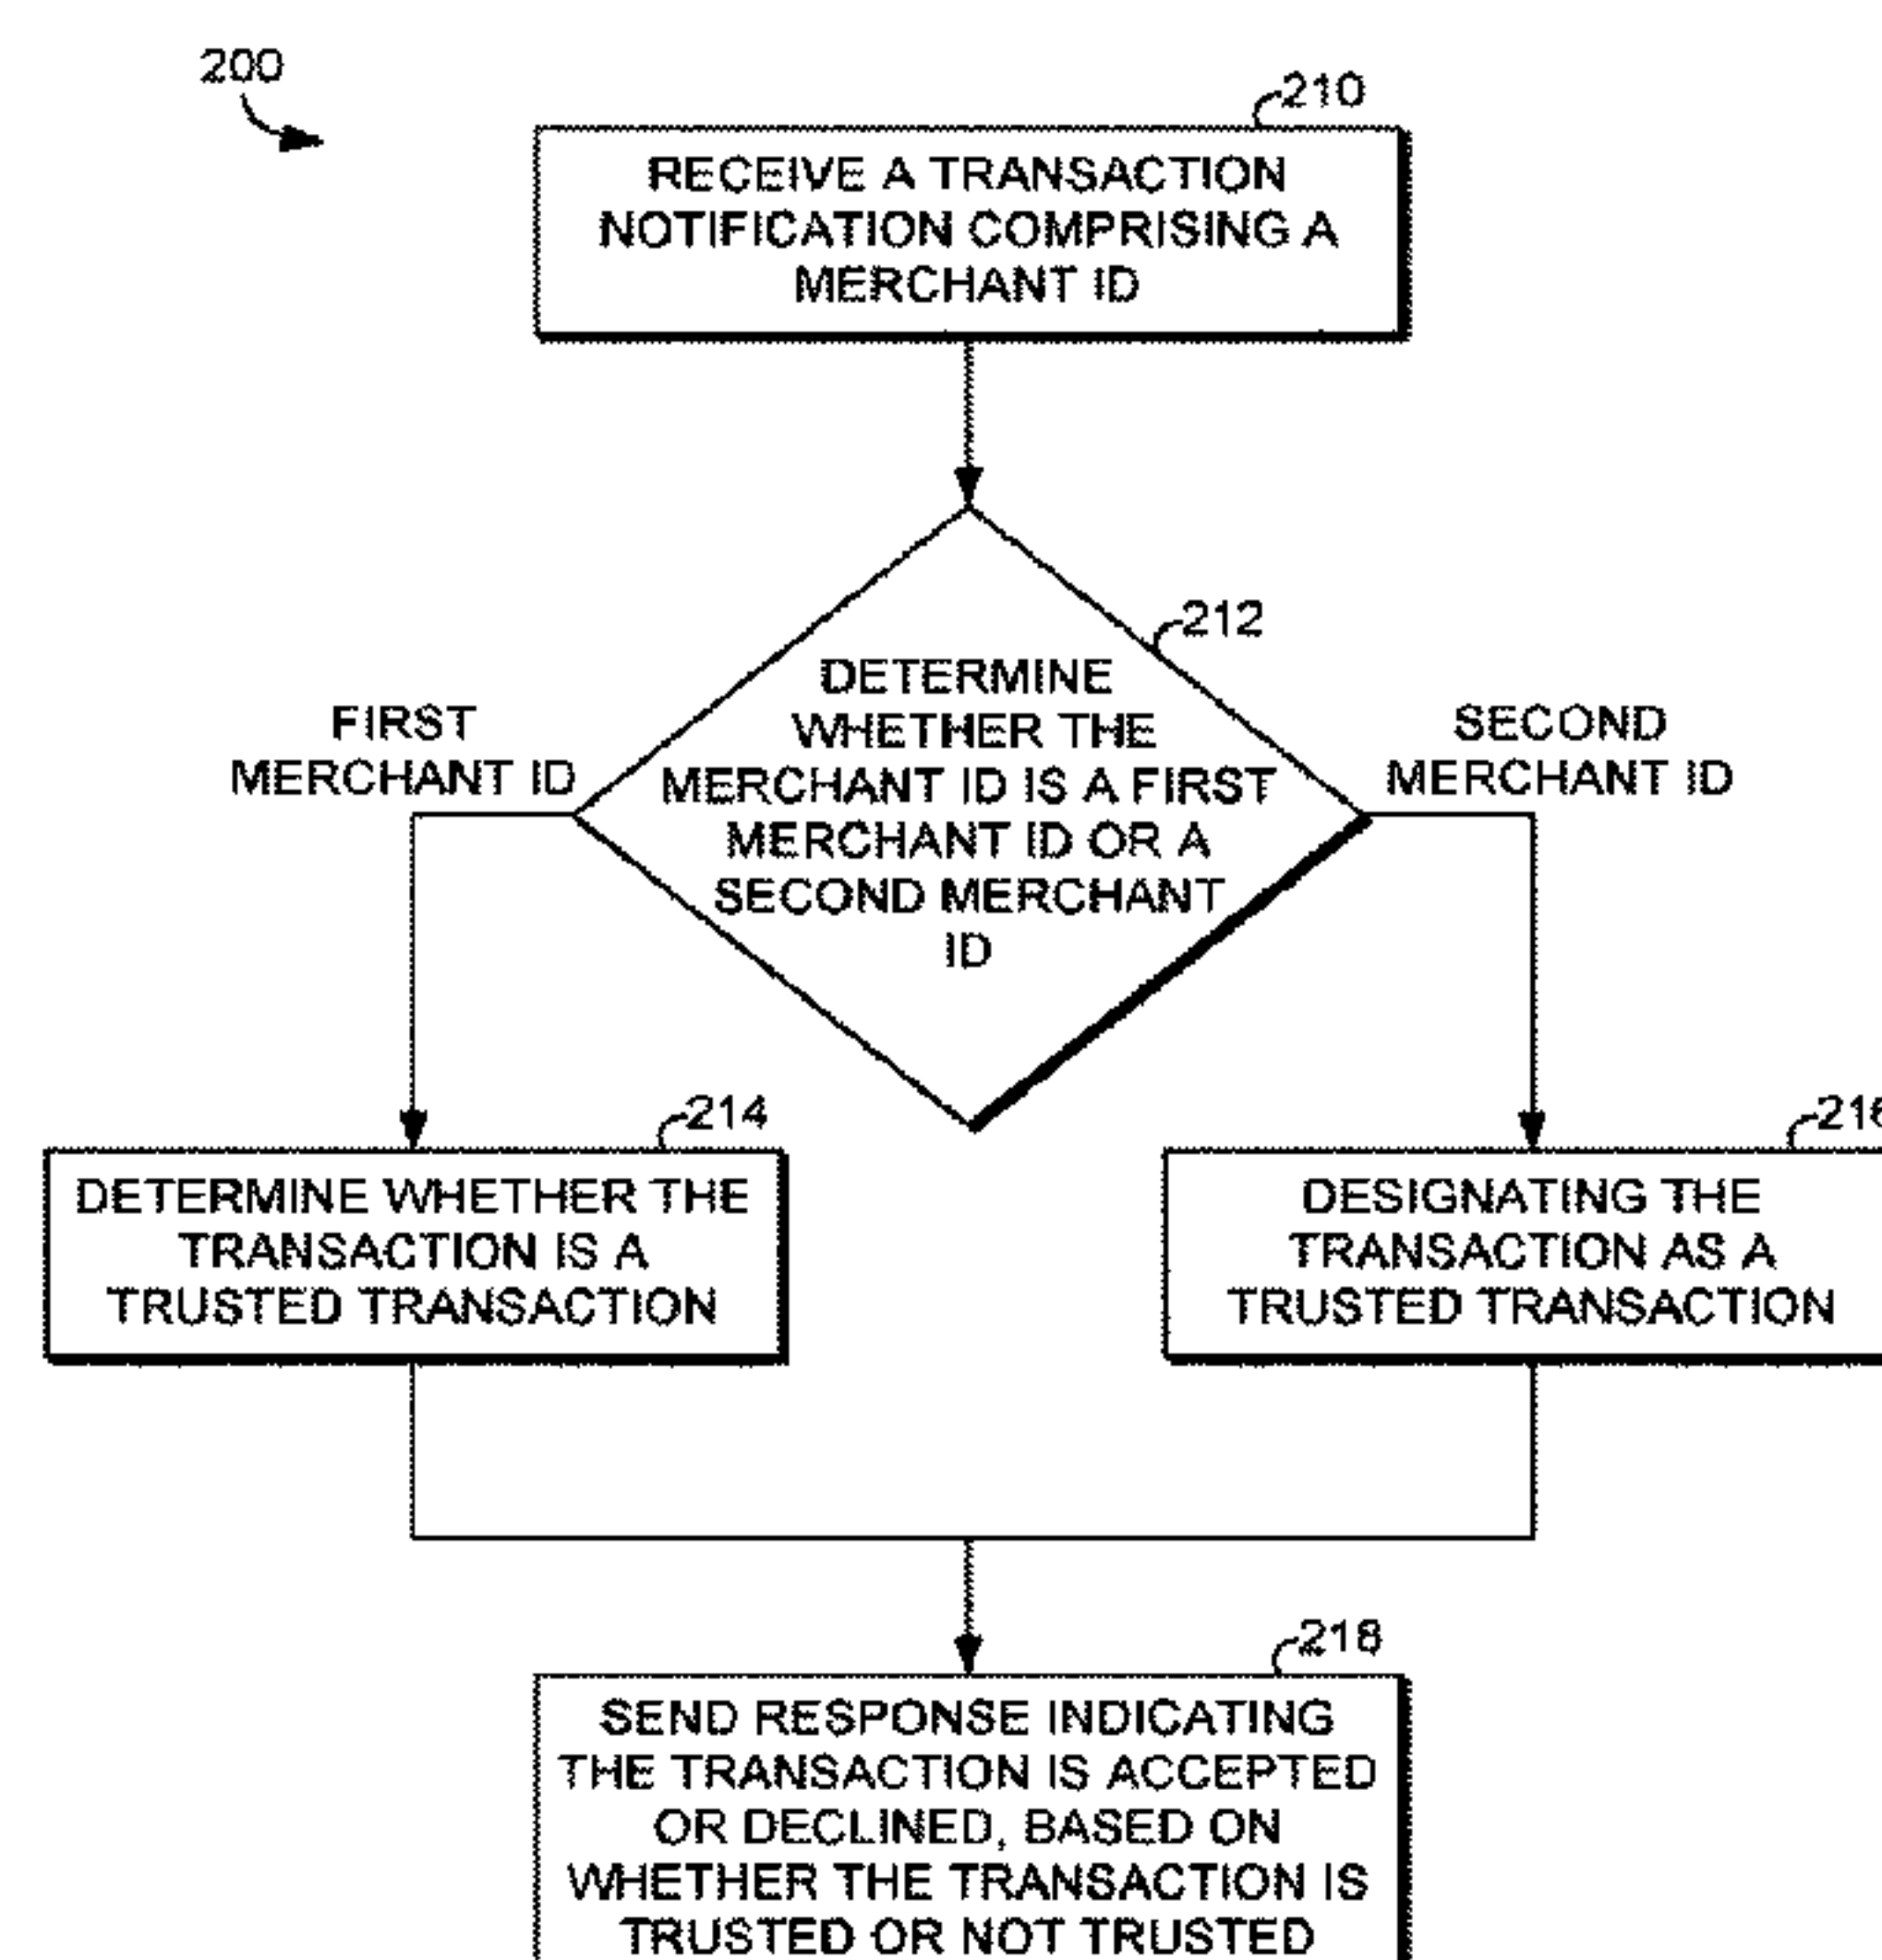 200
210
RECEIVE A TRANSACTION
NOTIFICATION COMPRISING A
MERCHANT ID
212
DETERMINE
WHETHER THE
MERCHANT ID IS A FIRST
MERCHANT ID OR A
SECOND MERCHANT
ID
FIRST
MERCHANT ID
SECOND
MERCHANT ID
214
DETERMINE WHETHER THE
TRANSACTION IS A
TRUSTED TRANSACTION
216
DESIGNATING THE
TRANSACTION AS A
TRUSTED TRANSACTION
218
SEND RESPONSE INDICATING
THE TRANSACTION IS ACCEPTED
OR DECLINED, BASED ON
WHETHER THE TRANSACTION IS
TRUSTED OR NOT TRUSTED